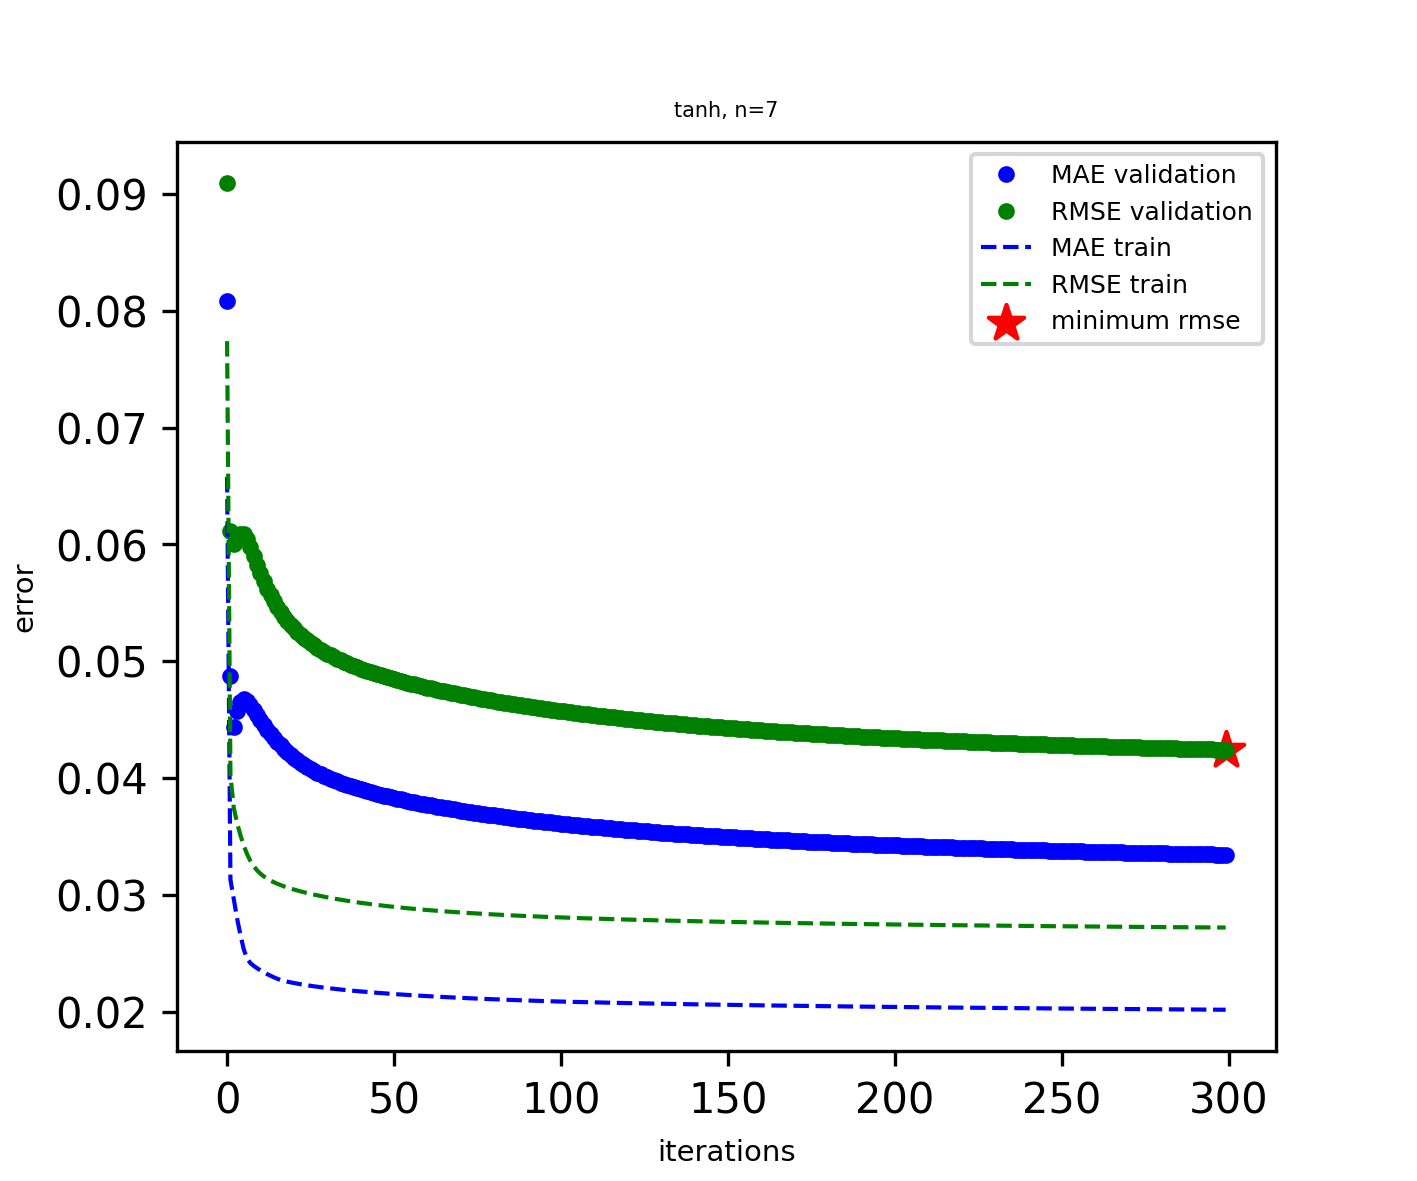 tanh, n=7
MAE validation
RMSE validation
MAE train
RMSE train
minimum rmse
error
0.09
0.08
0.07
0.06
0.05
0.04
0.03
0.02
0 50 100 150 200 250 300
iterations